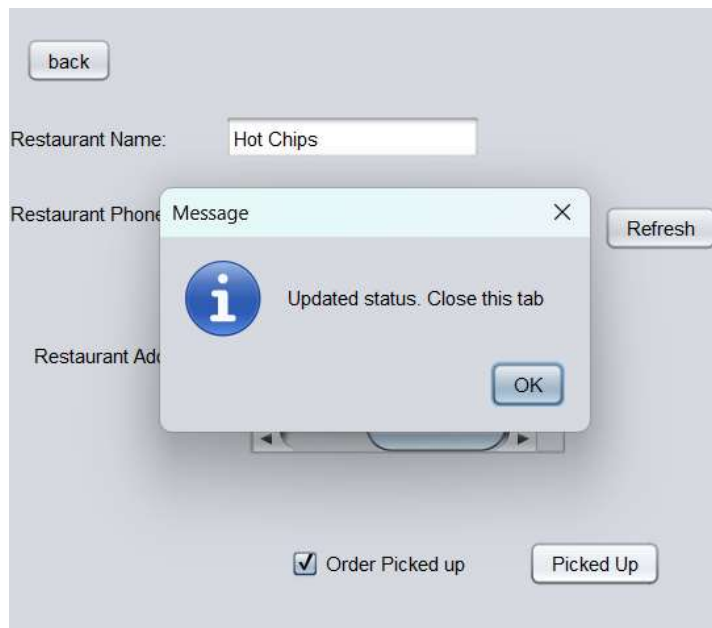 back
Restaurant Name:
Hot Chips
Restaurant Phone
Message
Refresh
Updated status. Close this tab
Restaurant Add
OK
Order Picked up
Picked Up